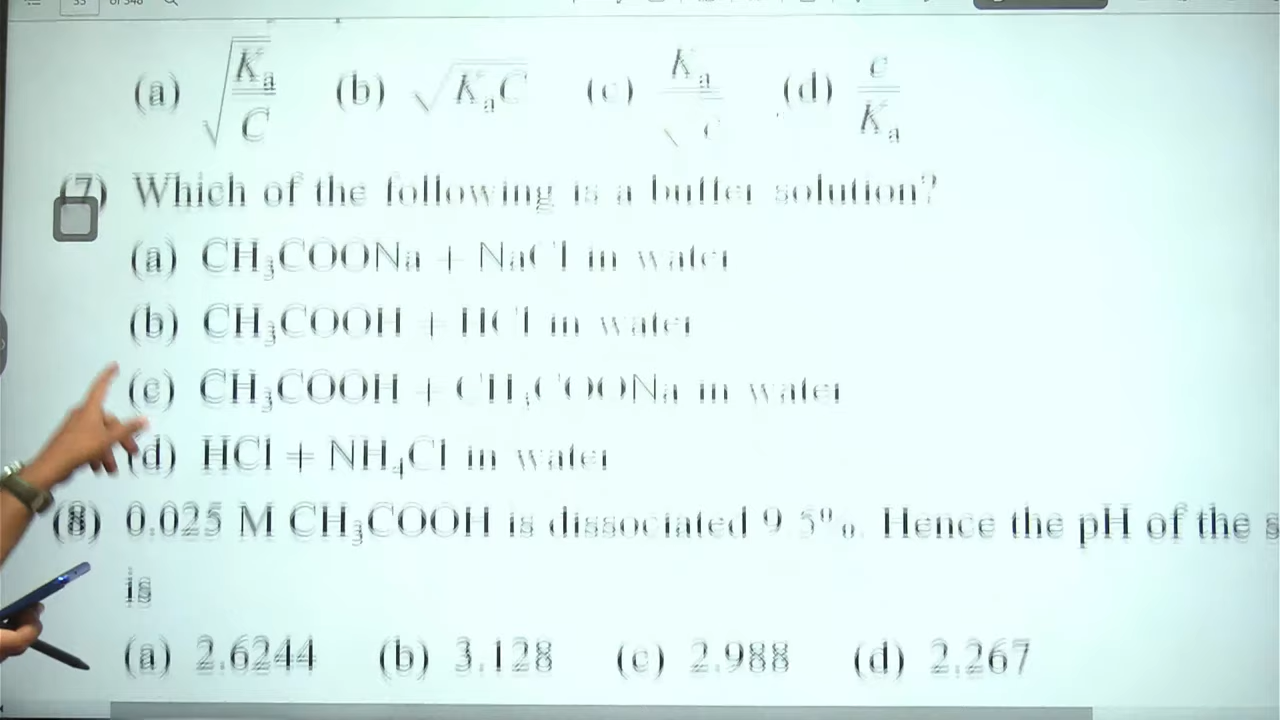 (a) √Kₐ/C (b) √KₐC (c) Kₐ/√C (d) c/Kₐ
(7) Which of the following is a buffer solution?
(a) CH₃COONa + NaCl in water
(b) CH₃COOH + HCl in water
(c) CH₃COOH + CH₃COONa in water
(d) HCl + NH₄Cl in water
(8) 0.025 M CH₃COOH is dissociated 9.5%. Hence the pH of the s
is
(a) 2.6244 (b) 3.128 (c) 2.988 (d) 2.267